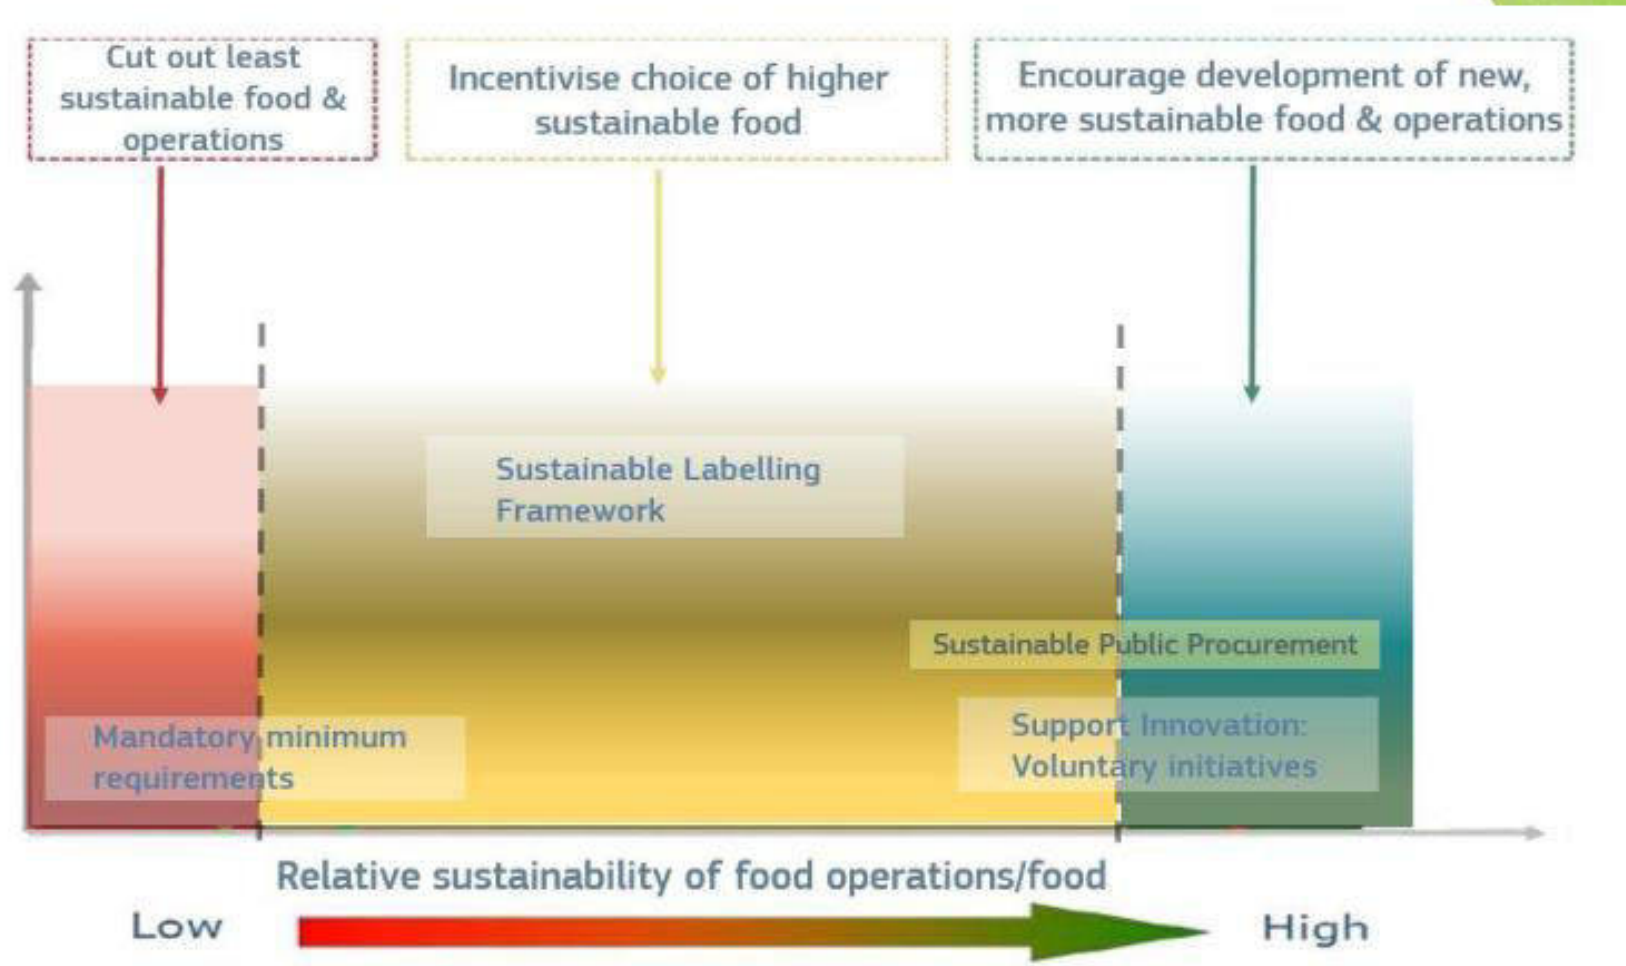 Cut out least
sustainable food &
operations
Incentivise choice of higher
sustainable food
Encourage development of new,
more sustainable food & operations
Sustainable Labelling
Framework
Sustainable Public Procurement
Mandatory minimum
requirements
Support Innovation:
Voluntary initiatives
Relative sustainability of food operations/food
Low
High